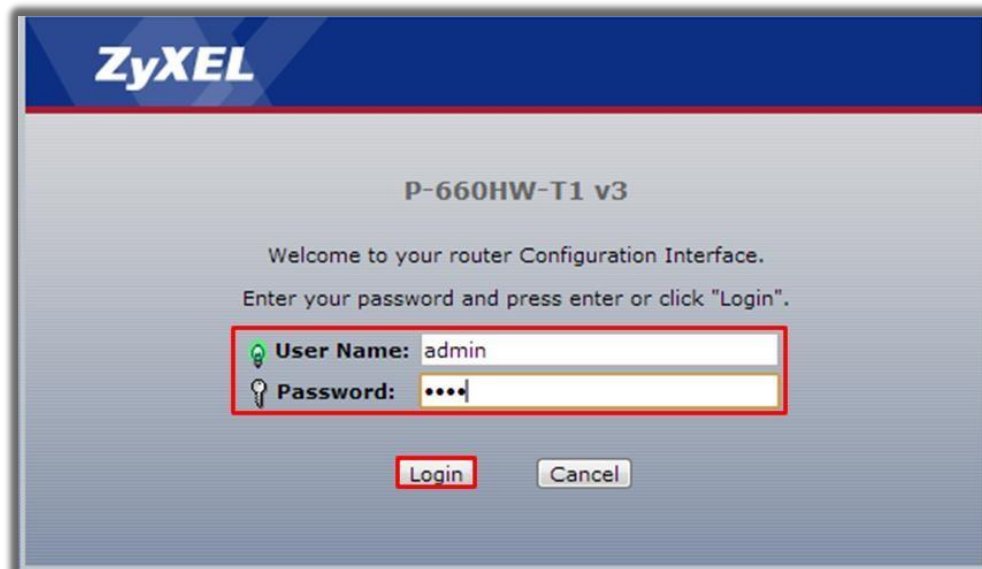 ZyXEL
P-660HW-T1 v3
Welcome to your router Configuration Interface.
Enter your password and press enter or click "Login".
User Name: admin
Password: ••••
Login Cancel